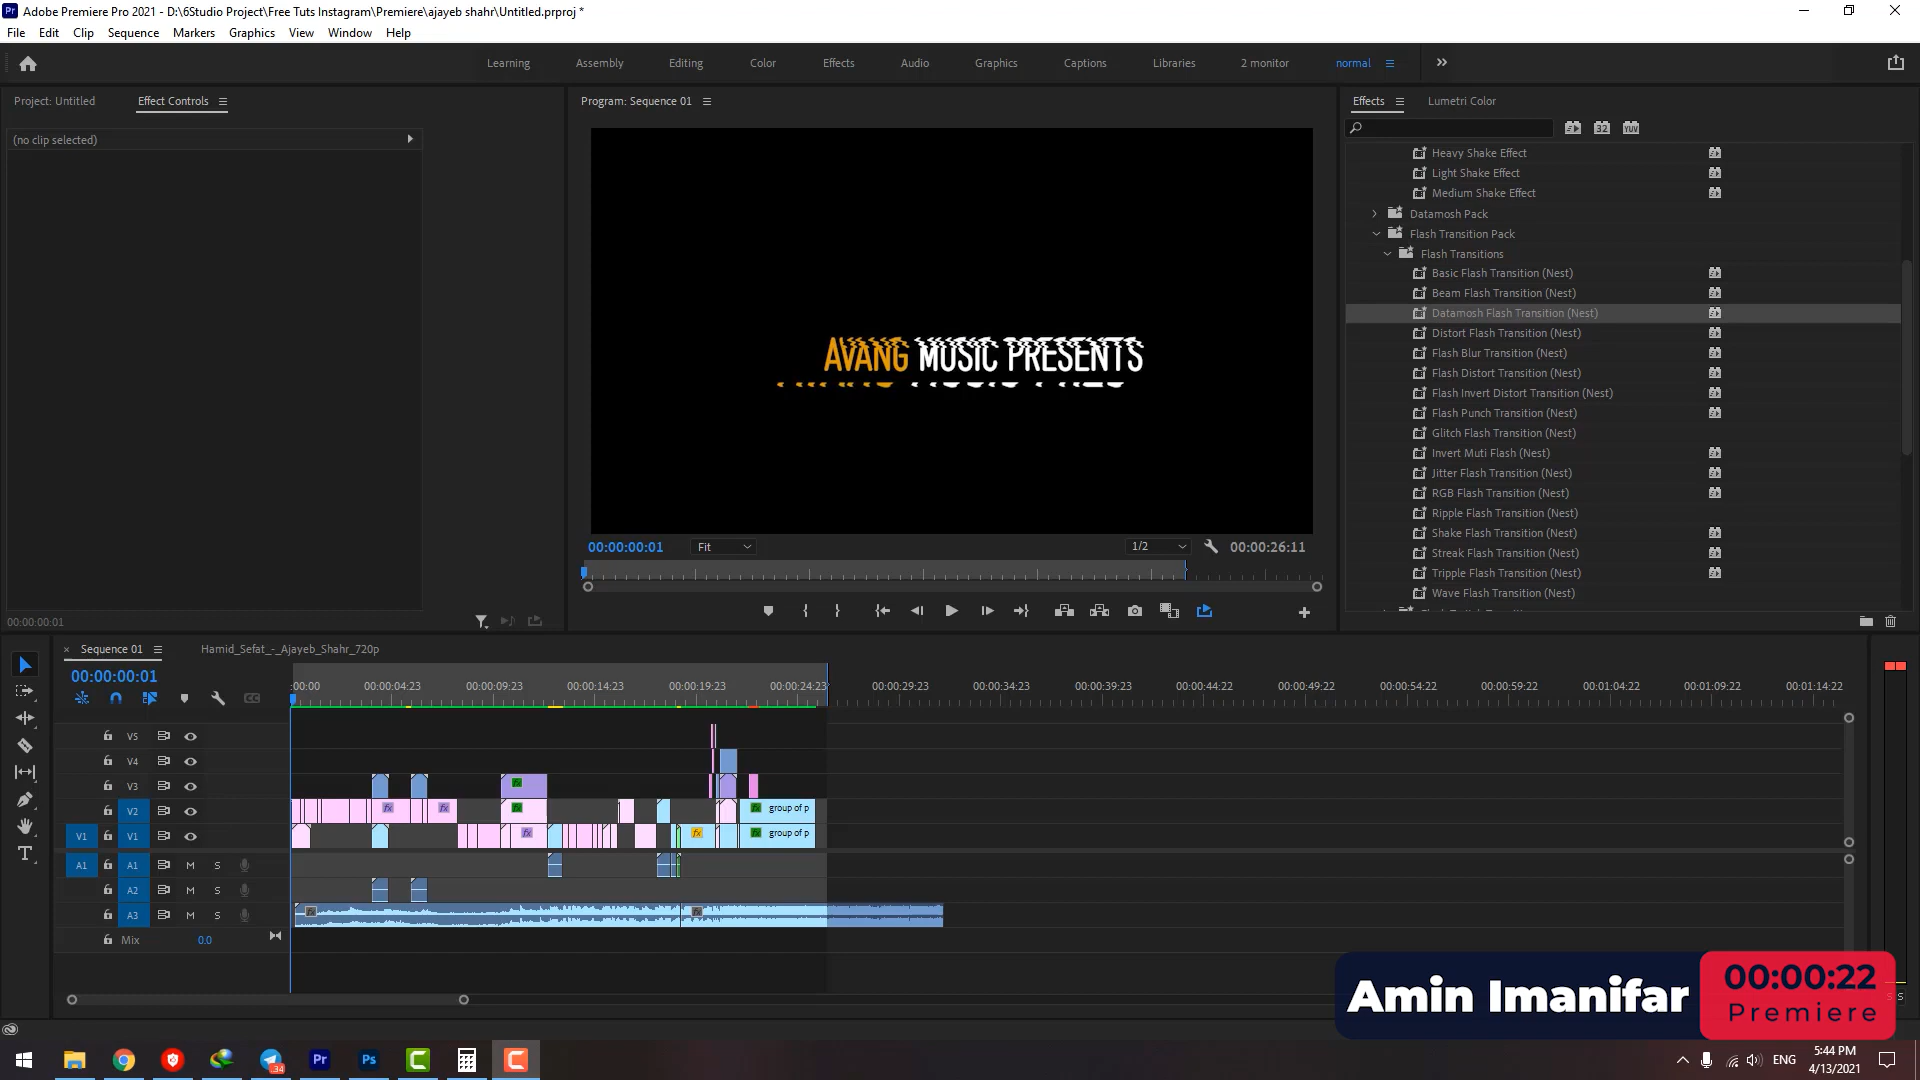 Adobe Premiere Pro 2021 - D:\6Studio Project\Free Tuts Instagram\Premiere\ajayeb shahr\Untitled.prproj *
File Edit Clip Sequence Markers Graphics View Window Help
Learning Assembly Editing Color Effects Audio Graphics Captions Libraries 2 monitor normal
Project: Untitled Effect Controls
(no clip selected)
00:00:00:01
Program: Sequence 01
AVANG MUSIC PRESENTS
00:00:00:01 Fit 1/2 00:00:26:11
Effects Lumetri Color
32 YUV
Heavy Shake Effect
Light Shake Effect
Medium Shake Effect
Datamosh Pack
Flash Transition Pack
Flash Transitions
Basic Flash Transition (Nest)
Beam Flash Transition (Nest)
Datamosh Flash Transition (Nest)
Distort Flash Transition (Nest)
Flash Blur Transition (Nest)
Flash Distort Transition (Nest)
Flash Invert Distort Transition (Nest)
Flash Punch Transition (Nest)
Glitch Flash Transition (Nest)
Invert Muti Flash (Nest)
Jitter Flash Transition (Nest)
RGB Flash Transition (Nest)
Ripple Flash Transition (Nest)
Shake Flash Transition (Nest)
Streak Flash Transition (Nest)
Tripple Flash Transition (Nest)
Wave Flash Transition (Nest)
Sequence 01 Hamid_Sefat_-_Ajayeb_Shahr_720p
00:00:00:01
:00:00 00:00:04:23 00:00:09:23 00:00:14:23 00:00:19:23 00:00:24:23 00:00:29:23 00:00:34:23 00:00:39:23 00:00:44:22 00:00:49:22 00:00:54:22 00:00:59:22 00:01:04:22 00:01:09:22 00:01:14:22
V5
V4
V3
V2 fx fx fx group of p
V1 V1 fx fx fx group of p
A1 A1 M S
A2 M S
A3 M S fx fx
Mix 0.0
S S
Amin Imanifar
00:00:22
Premiere
34 Pr Ps ENG
5:44 PM
4/13/2021